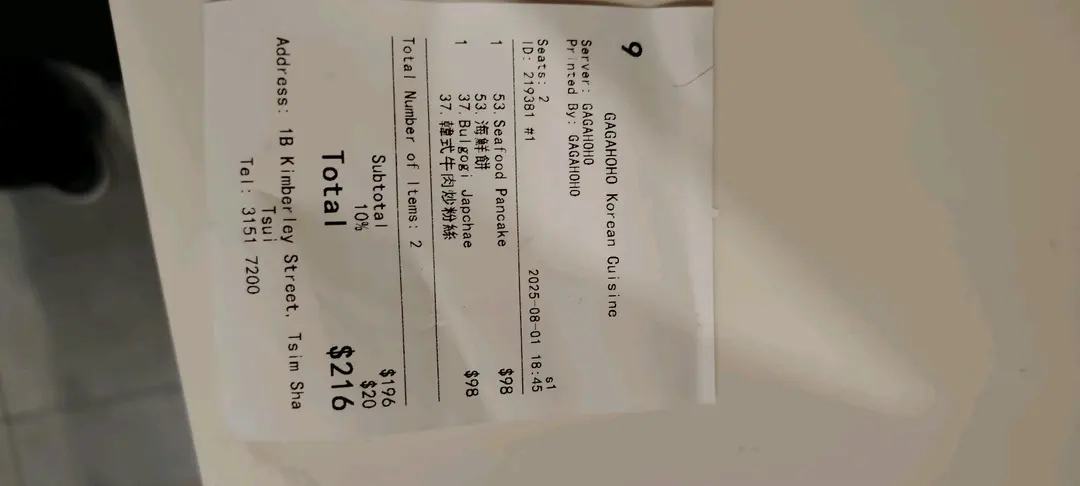 9
GAGAHOHO Korean Cuisine
Server: GAGAHOHO
Printed By: GAGAHOHO
s1
Seats: 2 2025-08-01 18:45
ID: 219381 #1
1 53. Seafood Pancake $98
53. 海鮮餅
1 37. Bulgogi Japchae $98
37. 韓式牛肉炒粉絲
Total Number of Items: 2
Subtotal $196
10% $20
Total $216
Address: 1B Kimberley Street, Tsim Sha
Tsui
Tel: 3151 7200